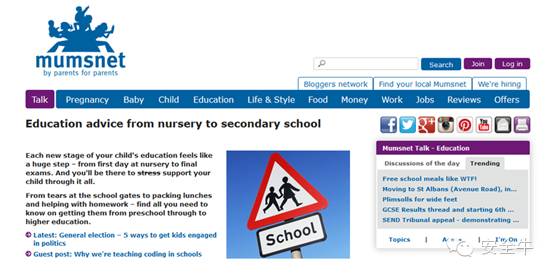 mumsnet
by parents for parents
Search
Join
Log in
Bloggers network
Find your local Mumsnet
We're hiring
Talk Pregnancy Baby Child Education Life & Style Food Money Work Jobs Reviews Offers
Education advice from nursery to secondary school
Each new stage of your child's education feels like
a huge step – from first day at nursery to final
exams. And you'll be there to stress support your
child through it all.
From tears at the school gates to packing lunches
and helping with homework – find all you need to
know on getting them from preschool through to
higher education.
Latest: General election – 5 ways to get kids engaged
in politics
Guest post: Why we're teaching coding in schools
School
You
Tube
Mumsnet Talk - Education
Discussions of the day
Trending
Free school meals like WTF!
Moving to St Albans (Avenue Road), in...
Plimsolls for wide feet
GCSE Results thread and starting 6th ...
SEND Tribunal appeal - demonstrating ...
Topics
I'm On
安全牛